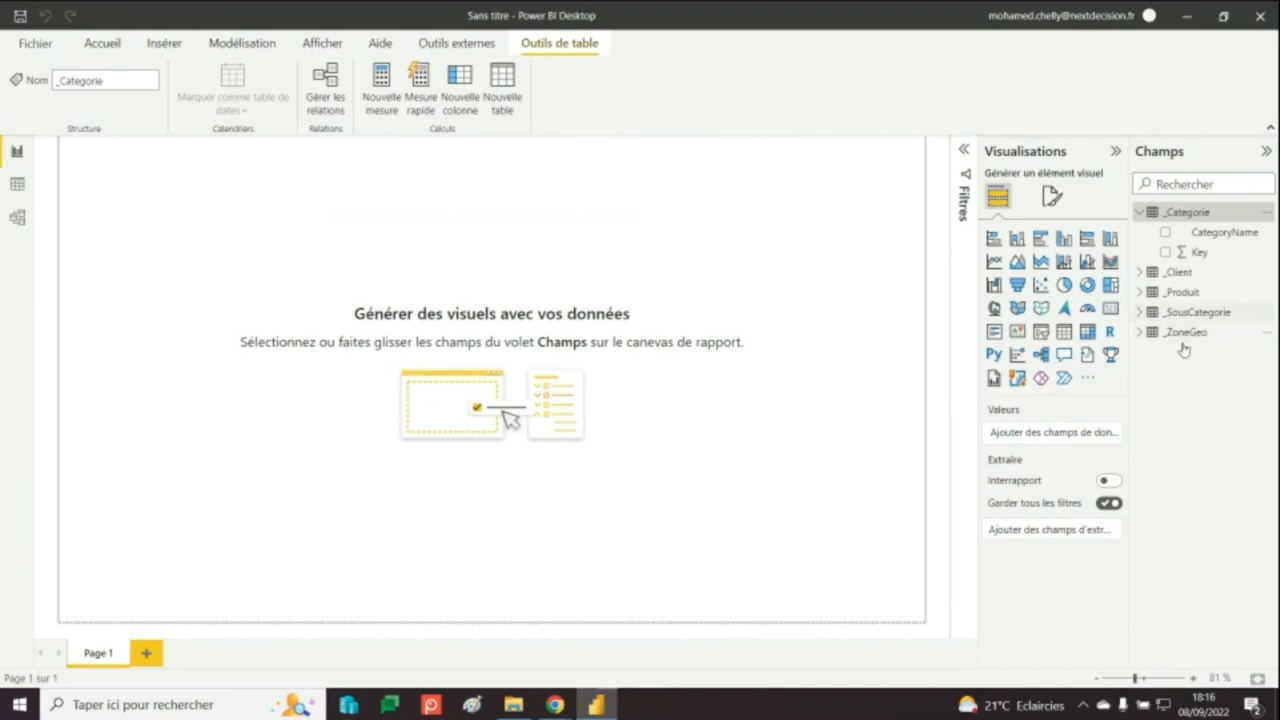 Sans titre - Power BI Desktop
mohamed.chelly@nextdecision.fr
Fichier
Accueil
Insérer
Modélisation
Afficher
Aide
Outils externes
Outils de table
Nom
_Categorie
Marquer comme table de
dates
Gérer les
relations
Nouvelle
mesure
Mesure
rapide
Nouvelle
colonne
Nouvelle
table
Structure
Calendriers
Relations
Calculs
Filtres
Générer des visuels avec vos données
Sélectionnez ou faites glisser les champs du volet Champs sur le canevas de rapport.
Visualisations
Générer un élément visuel
R
Py
Valeurs
Ajouter des champs de don...
Extraire
Interrapport
Garder tous les filtres
Ajouter des champs d'extr...
Champs
Rechercher
_Categorie
CategoryName
Key
_Client
_Produit
_SousCategorie
_ZoneGeo
Page 1
Page 1 sur 1
81 %
Taper ici pour rechercher
21°C Eclaircies
18:16
08/09/2022
2